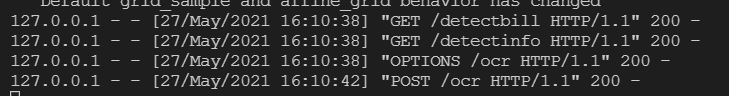 Default grid_sample and affine_grid behavior has changed
127.0.0.1 - - [27/May/2021 16:10:38] "GET /detectbill HTTP/1.1" 200 -
127.0.0.1 - - [27/May/2021 16:10:38] "GET /detectinfo HTTP/1.1" 200 -
127.0.0.1 - - [27/May/2021 16:10:38] "OPTIONS /ocr HTTP/1.1" 200 -
127.0.0.1 - - [27/May/2021 16:10:42] "POST /ocr HTTP/1.1" 200 -